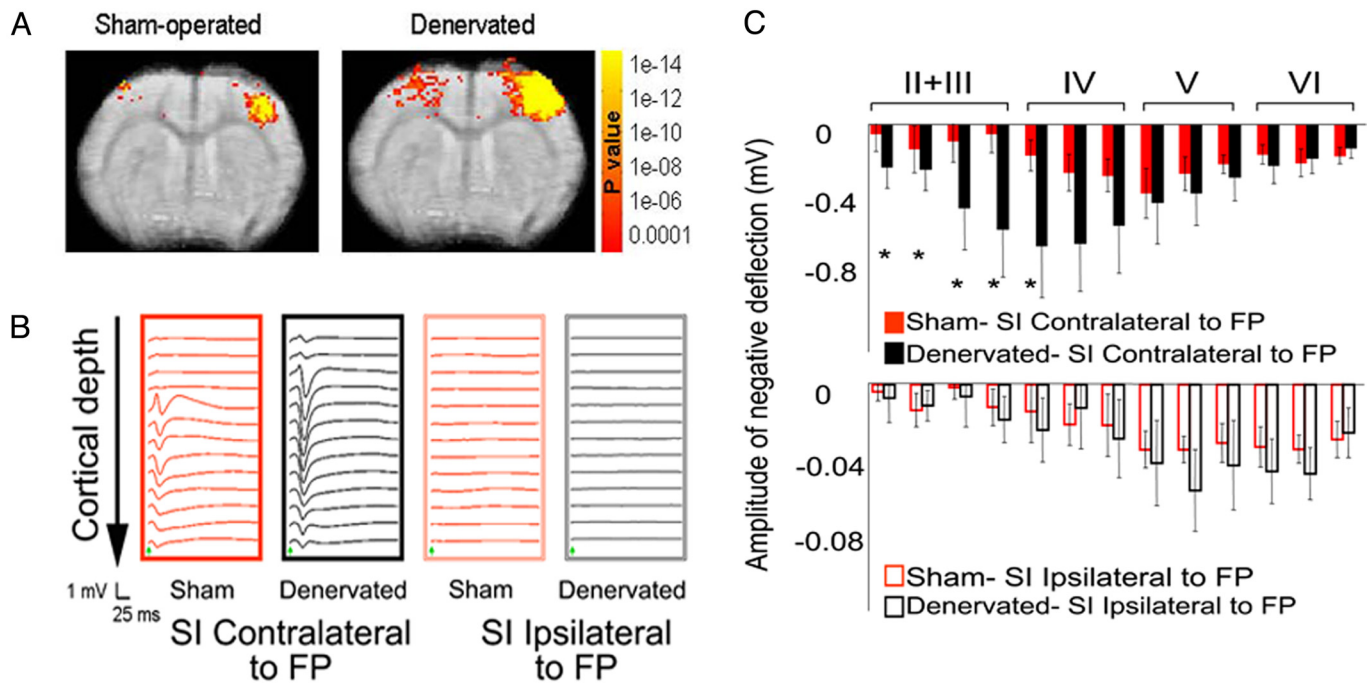 A
Sham-operated
Denervated
1e-14
1e-12
1e-10
1e-08
1e-06
0.0001
P value
B
Cortical depth
1 mV
25 ms
Sham
Denervated
Sham
Denervated
SI Contralateral
to FP
SI Ipsilateral
to FP
C
II+III
IV
V
VI
Amplitude of negative deflection (mV)
0
-0.4
-0.8
* * * * *
Sham- SI Contralateral to FP
Denervated- SI Contralateral to FP
0
-0.04
-0.08
Sham- SI Ipsilateral to FP
Denervated- SI Ipsilateral to FP